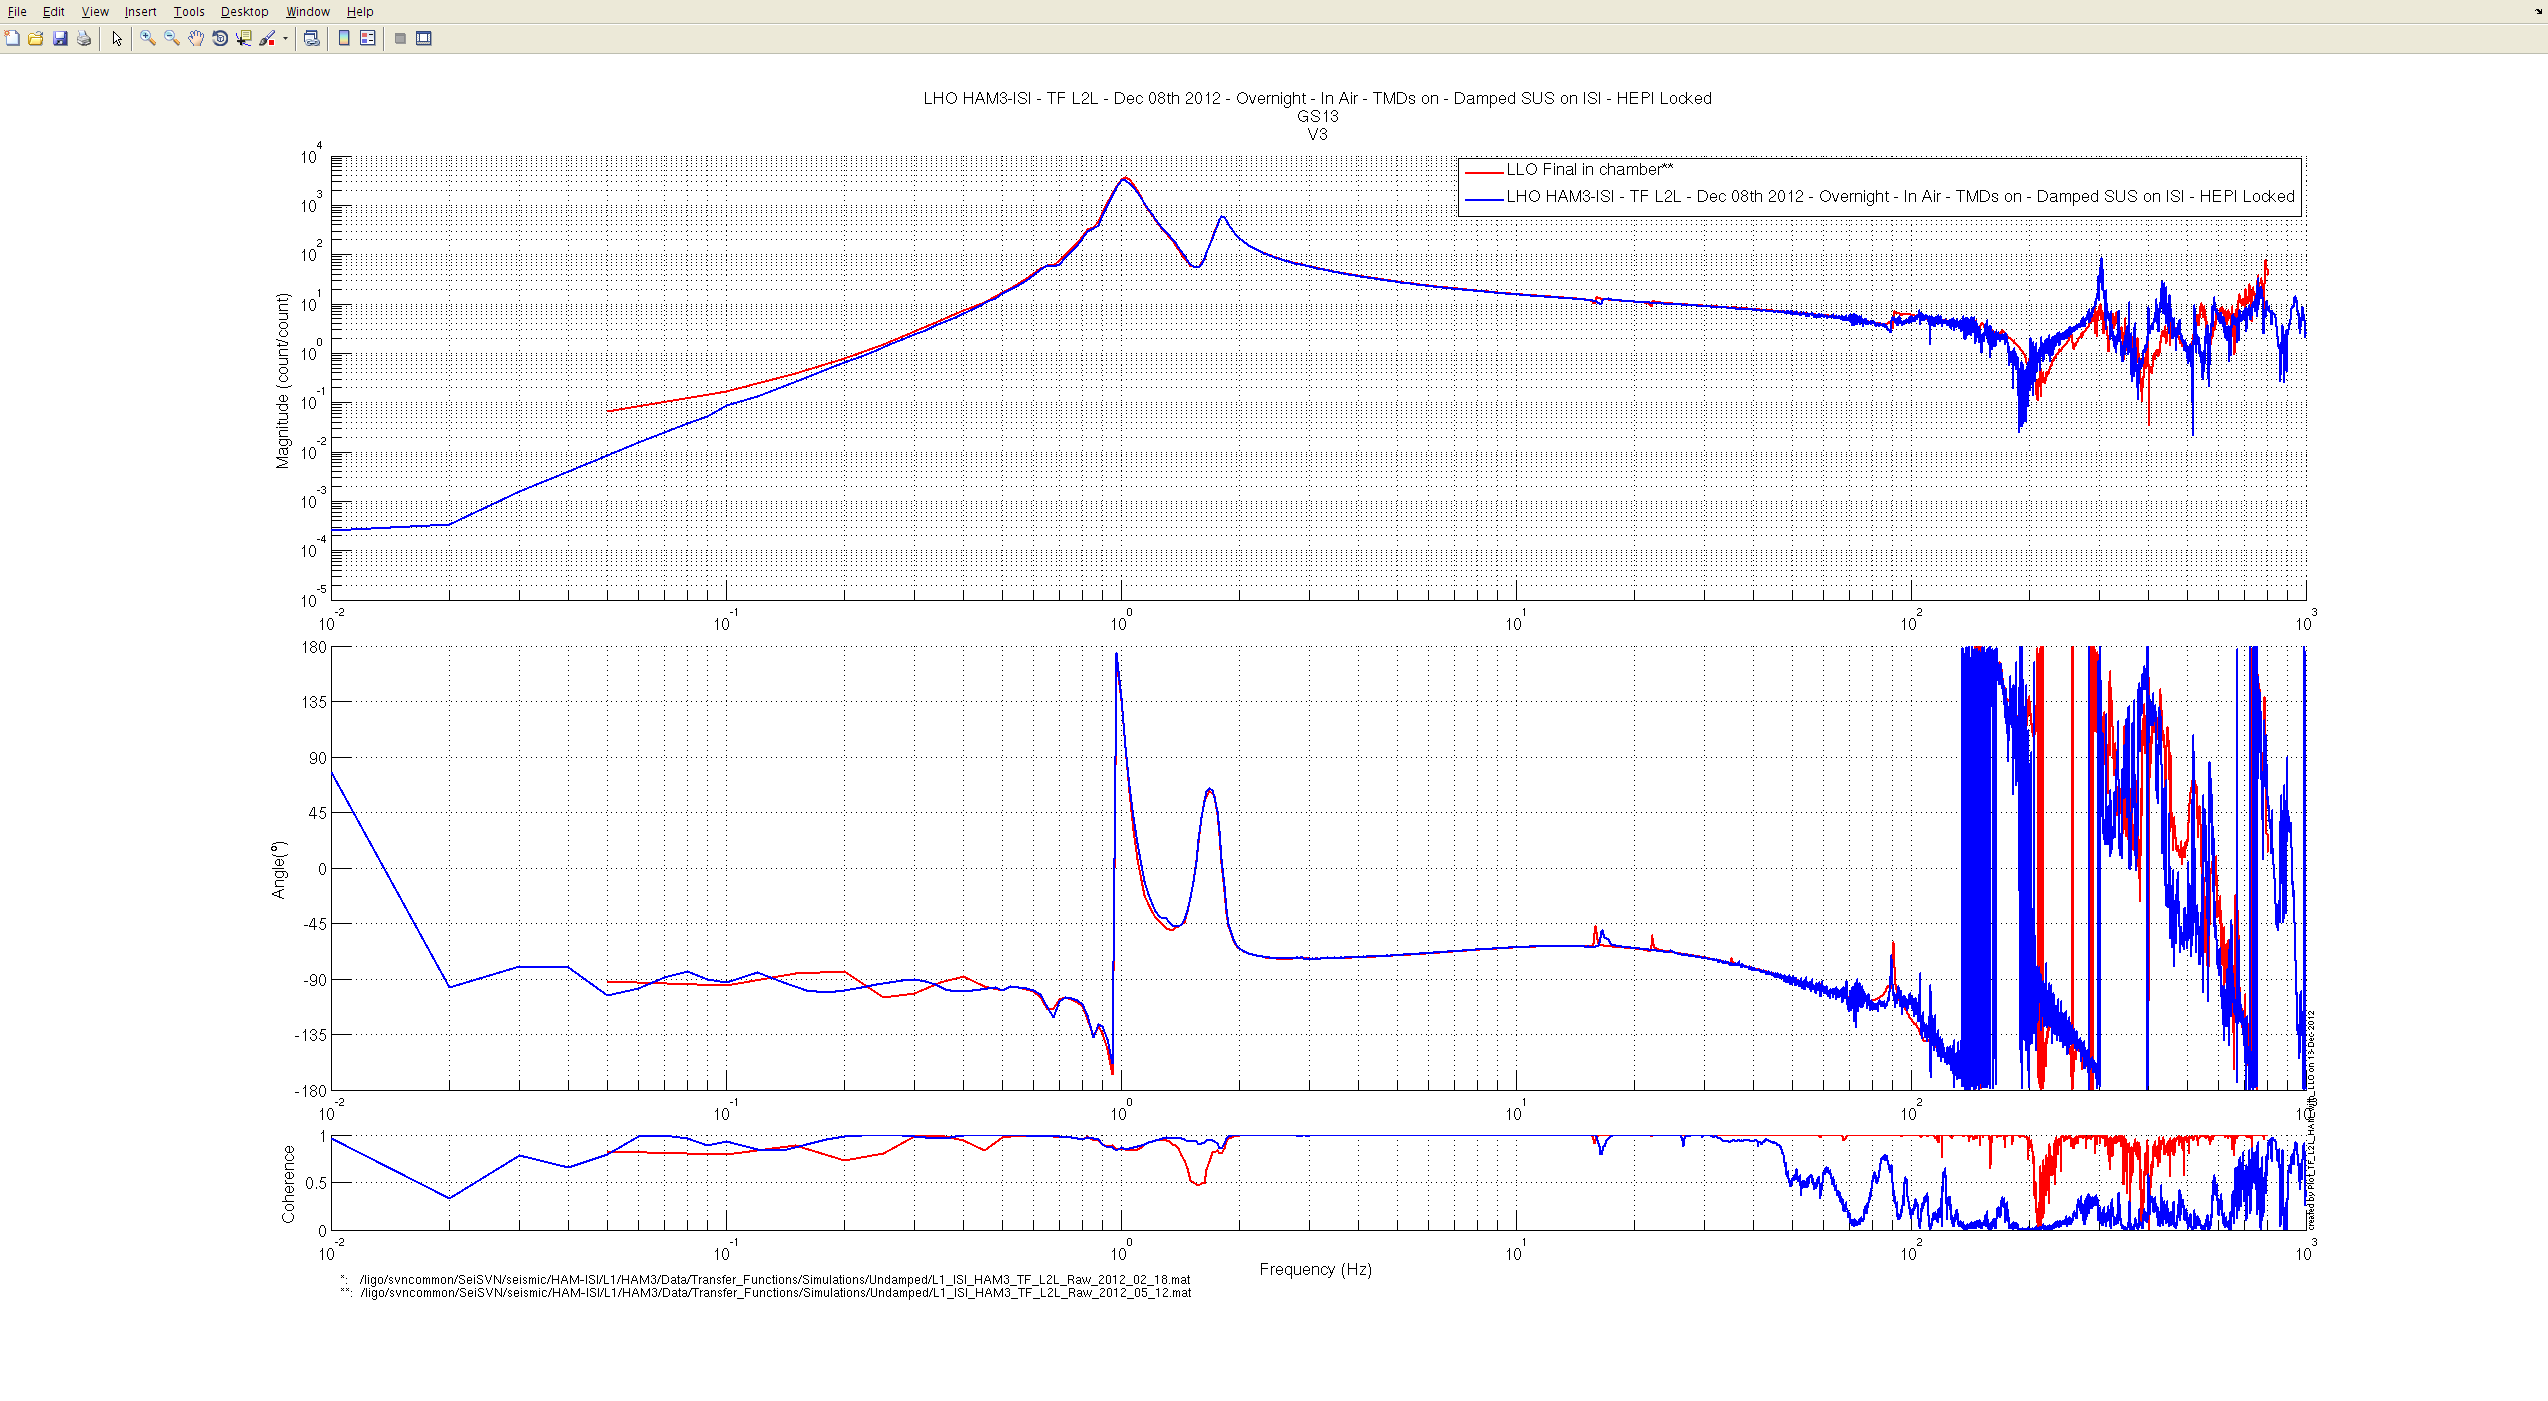 File Edit View Insert Tools Desktop Window Help
LHO HAM3-ISI - TF L2L - Dec 08th 2012 - Overnight - In Air - TMDs on - Damped SUS on ISI - HEPI Locked
GS13
V3
LLO Final in chamber**
LHO HAM3-ISI - TF L2L - Dec 08th 2012 - Overnight - In Air - TMDs on - Damped SUS on ISI - HEPI Locked
Magnitude (count/count)
10^4
10^3
10^2
10^1
10^0
10^-1
10^-2
10^-3
10^-4
10^-5
10^-2 10^-1 10^0 10^1 10^2 10^3
Angle(°)
180
135
90
45
0
-45
-90
-135
-180
10^-2 10^-1 10^0 10^1 10^2
Coherence
1
0.5
0
10^-2 10^-1 10^0 10^1 10^2 10^3
Frequency (Hz)
*: /ligo/svncommon/SeiSVN/seismic/HAM-ISI/L1/HAM3/Data/Transfer_Functions/Simulations/Undamped/L1_ISI_HAM3_TF_L2L_Raw_2012_02_18.mat
**: /ligo/svncommon/SeiSVN/seismic/HAM-ISI/L1/HAM3/Data/Transfer_Functions/Simulations/Undamped/L1_ISI_HAM3_TF_L2L_Raw_2012_05_12.mat
created by